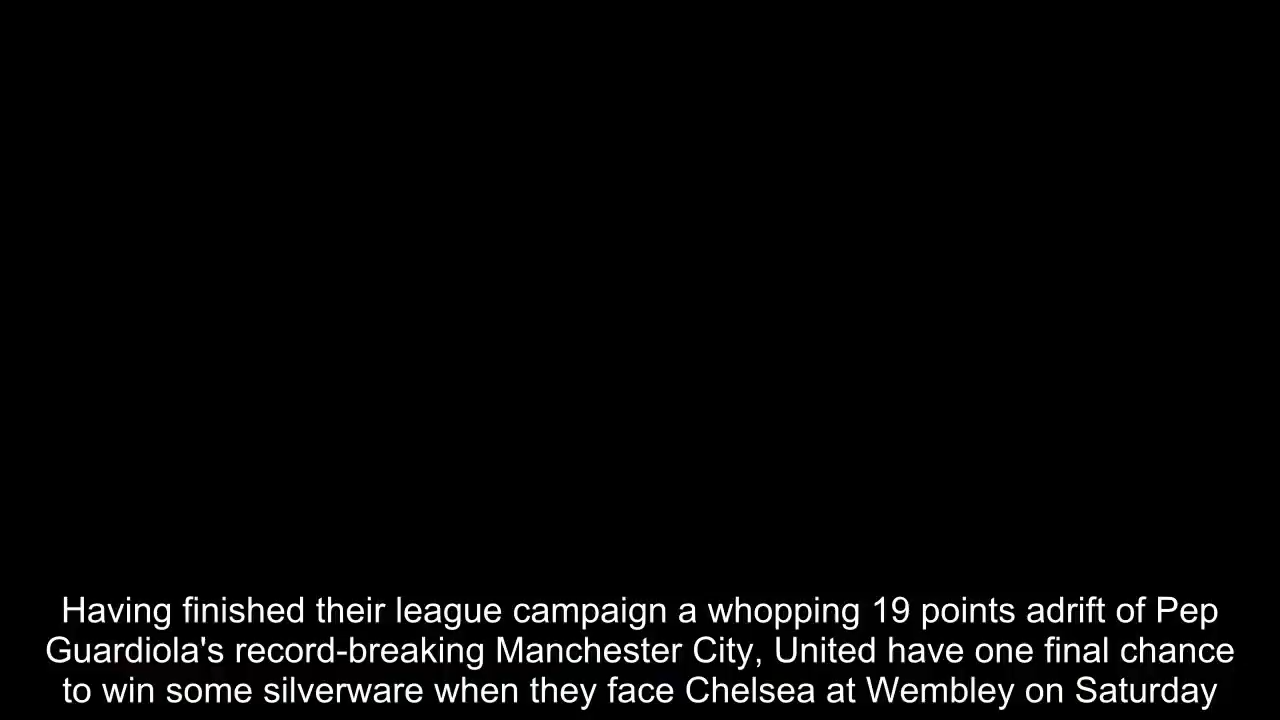 Having finished their league campaign a whopping 19 points adrift of Pep
Guardiola's record-breaking Manchester City, United have one final chance
to win some silverware when they face Chelsea at Wembley on Saturday